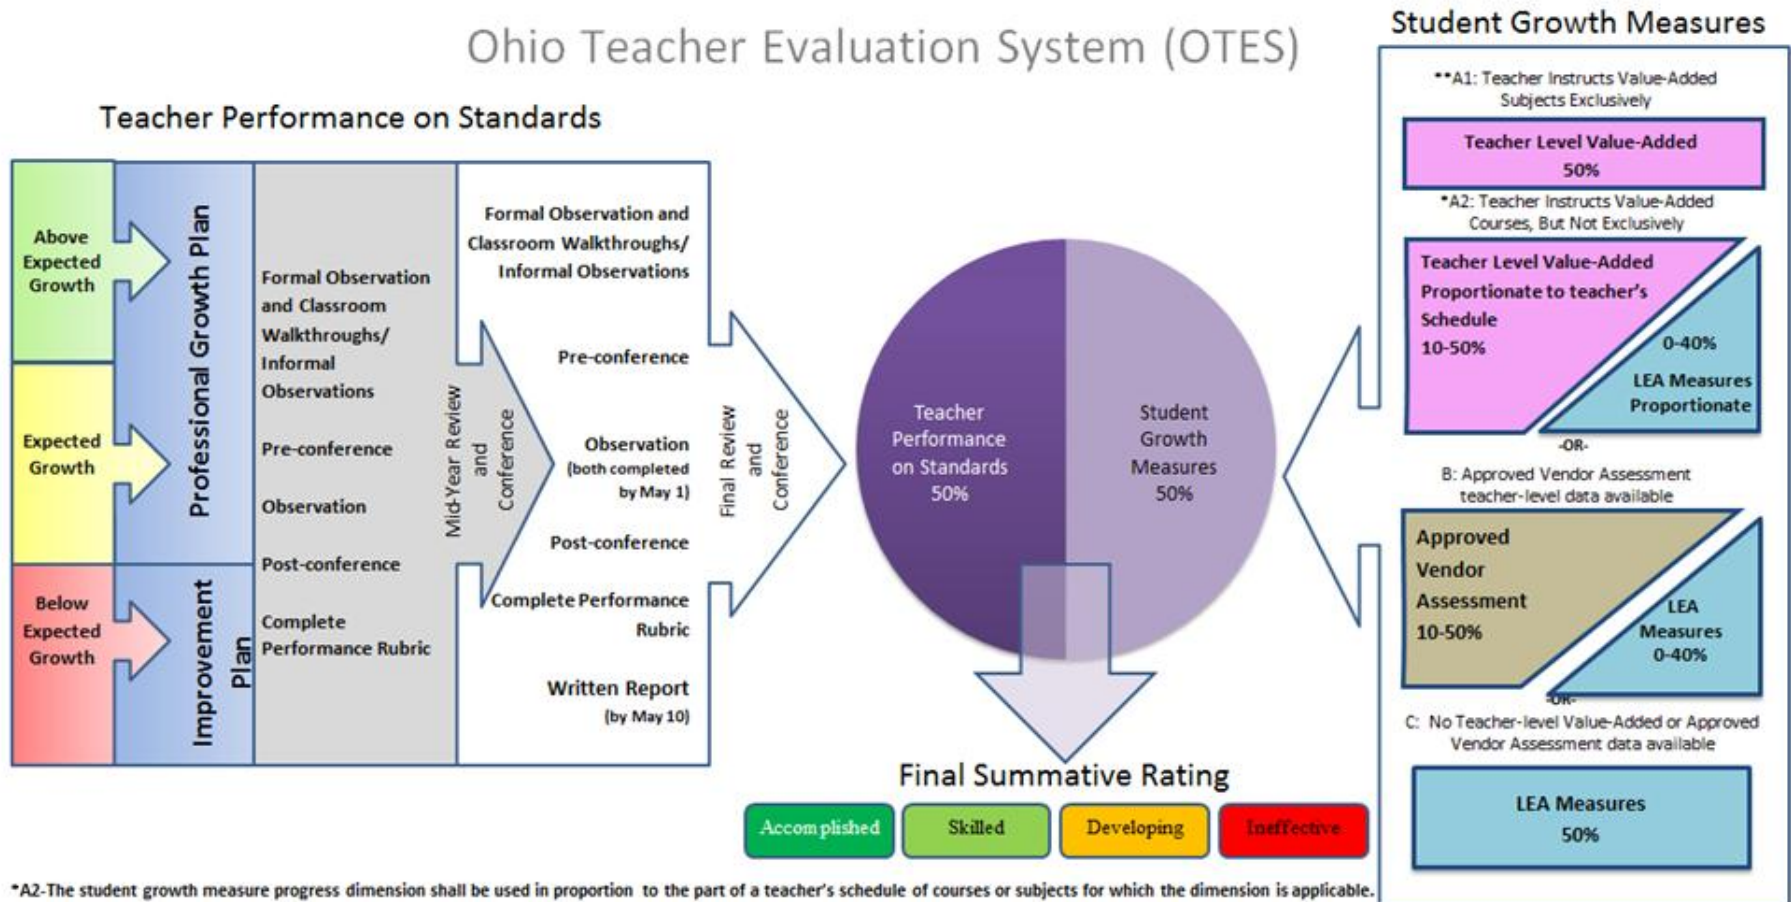 Ohio Teacher Evaluation System (OTES)
Teacher Performance on Standards
Above
Expected
Growth
Expected
Growth
Below
Expected
Growth
Professional Growth Plan
Improvement
Plan
Formal Observation
and Classroom
Walkthroughs/
Informal
Observations
Pre-conference
Observation
Post-conference
Complete
Performance Rubric
Mid-Year Review
and
Conference
Formal Observation and
Classroom Walkthroughs/
Informal Observations
Pre-conference
Observation
(both completed
by May 1)
Post-conference
Complete Performance
Rubric
Written Report
(by May 10)
Final Review
and
Conference
Teacher
Performance
on Standards
50%
Student
Growth
Measures
50%
Final Summative Rating
Accomplished
Skilled
Developing
Ineffective
Student Growth Measures
**A1: Teacher Instructs Value-Added
Subjects Exclusively
Teacher Level Value-Added
50%
*A2: Teacher Instructs Value-Added
Courses, But Not Exclusively
Teacher Level Value-Added
Proportionate to teacher's
Schedule
10-50%
0-40%
LEA Measures
Proportionate
-OR-
B: Approved Vendor Assessment
teacher-level data available
Approved
Vendor
Assessment
10-50%
LEA
Measures
0-40%
-OR-
C: No Teacher-level Value-Added or Approved
Vendor Assessment data available
LEA Measures
50%
*A2-The student growth measure progress dimension shall be used in proportion to the part of a teacher's schedule of courses or subjects for which the dimension is applicable.